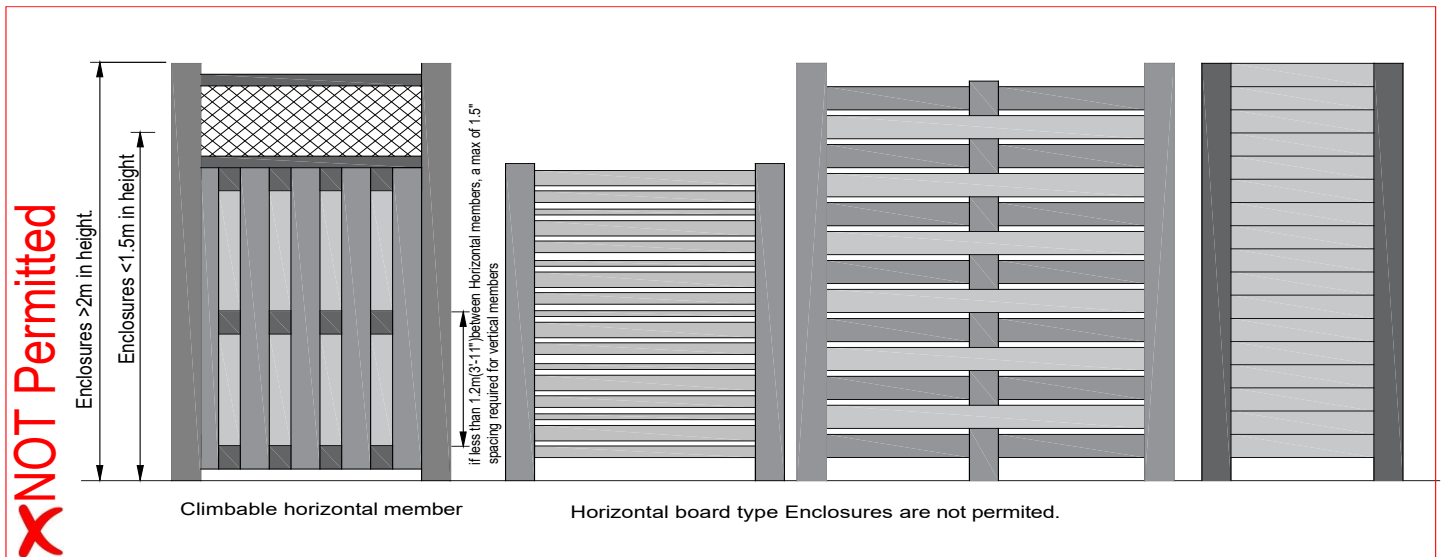 NOT Permitted
Enclosures >2m in height.
Enclosures <1.5m in height
if less than 1.2m(3'-11")between Horizontal members, a max of 1.5"
spacing required for vertical members
Climbable horizontal member
Horizontal board type Enclosures are not permited.